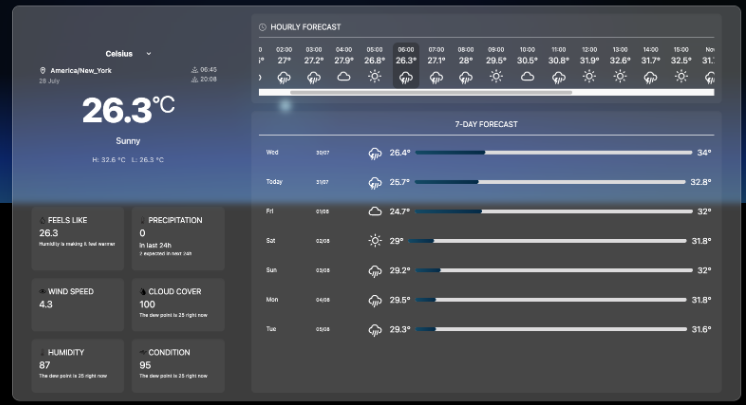 Celsius
America/New_York
28 July
06:45
20:08
26.3°C
Sunny
H: 32.6 °C L: 26.3 °C
FEELS LIKE
26.3
Humidity is making it feel warmer
PRECIPITATION
0
in last 24h
2 expected in next 24h
WIND SPEED
4.3
CLOUD COVER
100
The dew point is 25 right now
HUMIDITY
87
The dew point is 25 right now
CONDITION
95
The dew point is 25 right now
HOURLY FORECAST
02:00 03:00 04:00 05:00 06:00 07:00 08:00 09:00 10:00 11:00 12:00 13:00 14:00 15:00
27° 27.2° 27.9° 26.8° 26.3° 27.1° 28° 29.5° 30.5° 30.8° 31.9° 32.6° 31.7° 32.5°
7-DAY FORECAST
Wed 30/07 26.4° 34°
Today 31/07 25.7° 32.8°
Fri 01/08 24.7° 32°
Sat 02/08 29° 31.8°
Sun 03/08 29.2° 32°
Mon 04/08 29.5° 31.8°
Tue 05/08 29.3° 31.6°